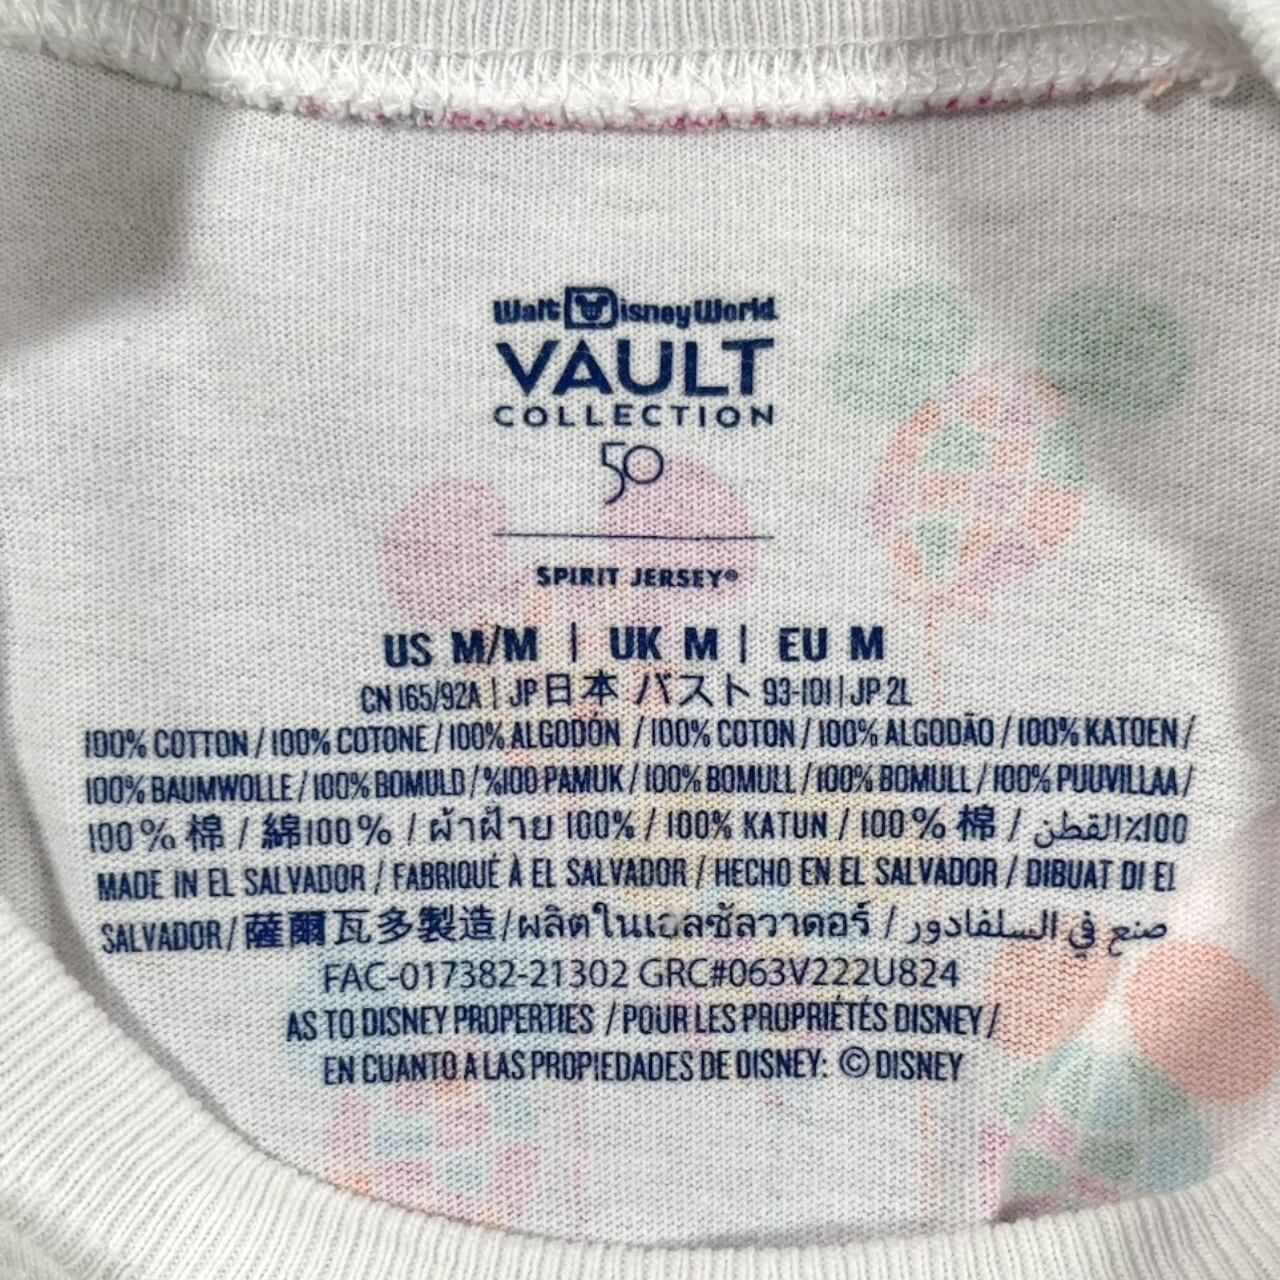 Walt Disney World
VAULT
COLLECTION
50
SPIRIT JERSEY®
US M/M | UK M | EU M
CN 165/92A | JP日本 バスト 93-101 | JP 2L
100% COTTON / 100% COTONE / 100% ALGODÓN / 100% COTON / 100% ALGODÃO / 100% KATOEN /
100% BAUMWOLLE / 100% BOMULD / %100 PAMUK / 100% BOMULL / 100% BOMULL / 100% PUUVILLAA /
100% 棉 / 綿100% / ผ้าฝ้าย 100% / 100% KATUN / 100% 棉 / 100٪القطن
MADE IN EL SALVADOR / FABRIQUÉ À EL SALVADOR / HECHO EN EL SALVADOR / DIBUAT DI EL
SALVADOR / 薩爾瓦多製造/ผลิตในเอลซัลวาดอร์ / صنع في السلفادور
FAC-017382-21302 GRC#063V222U824
AS TO DISNEY PROPERTIES / POUR LES PROPRIÉTÉS DISNEY /
EN CUANTO A LAS PROPIEDADES DE DISNEY: © DISNEY